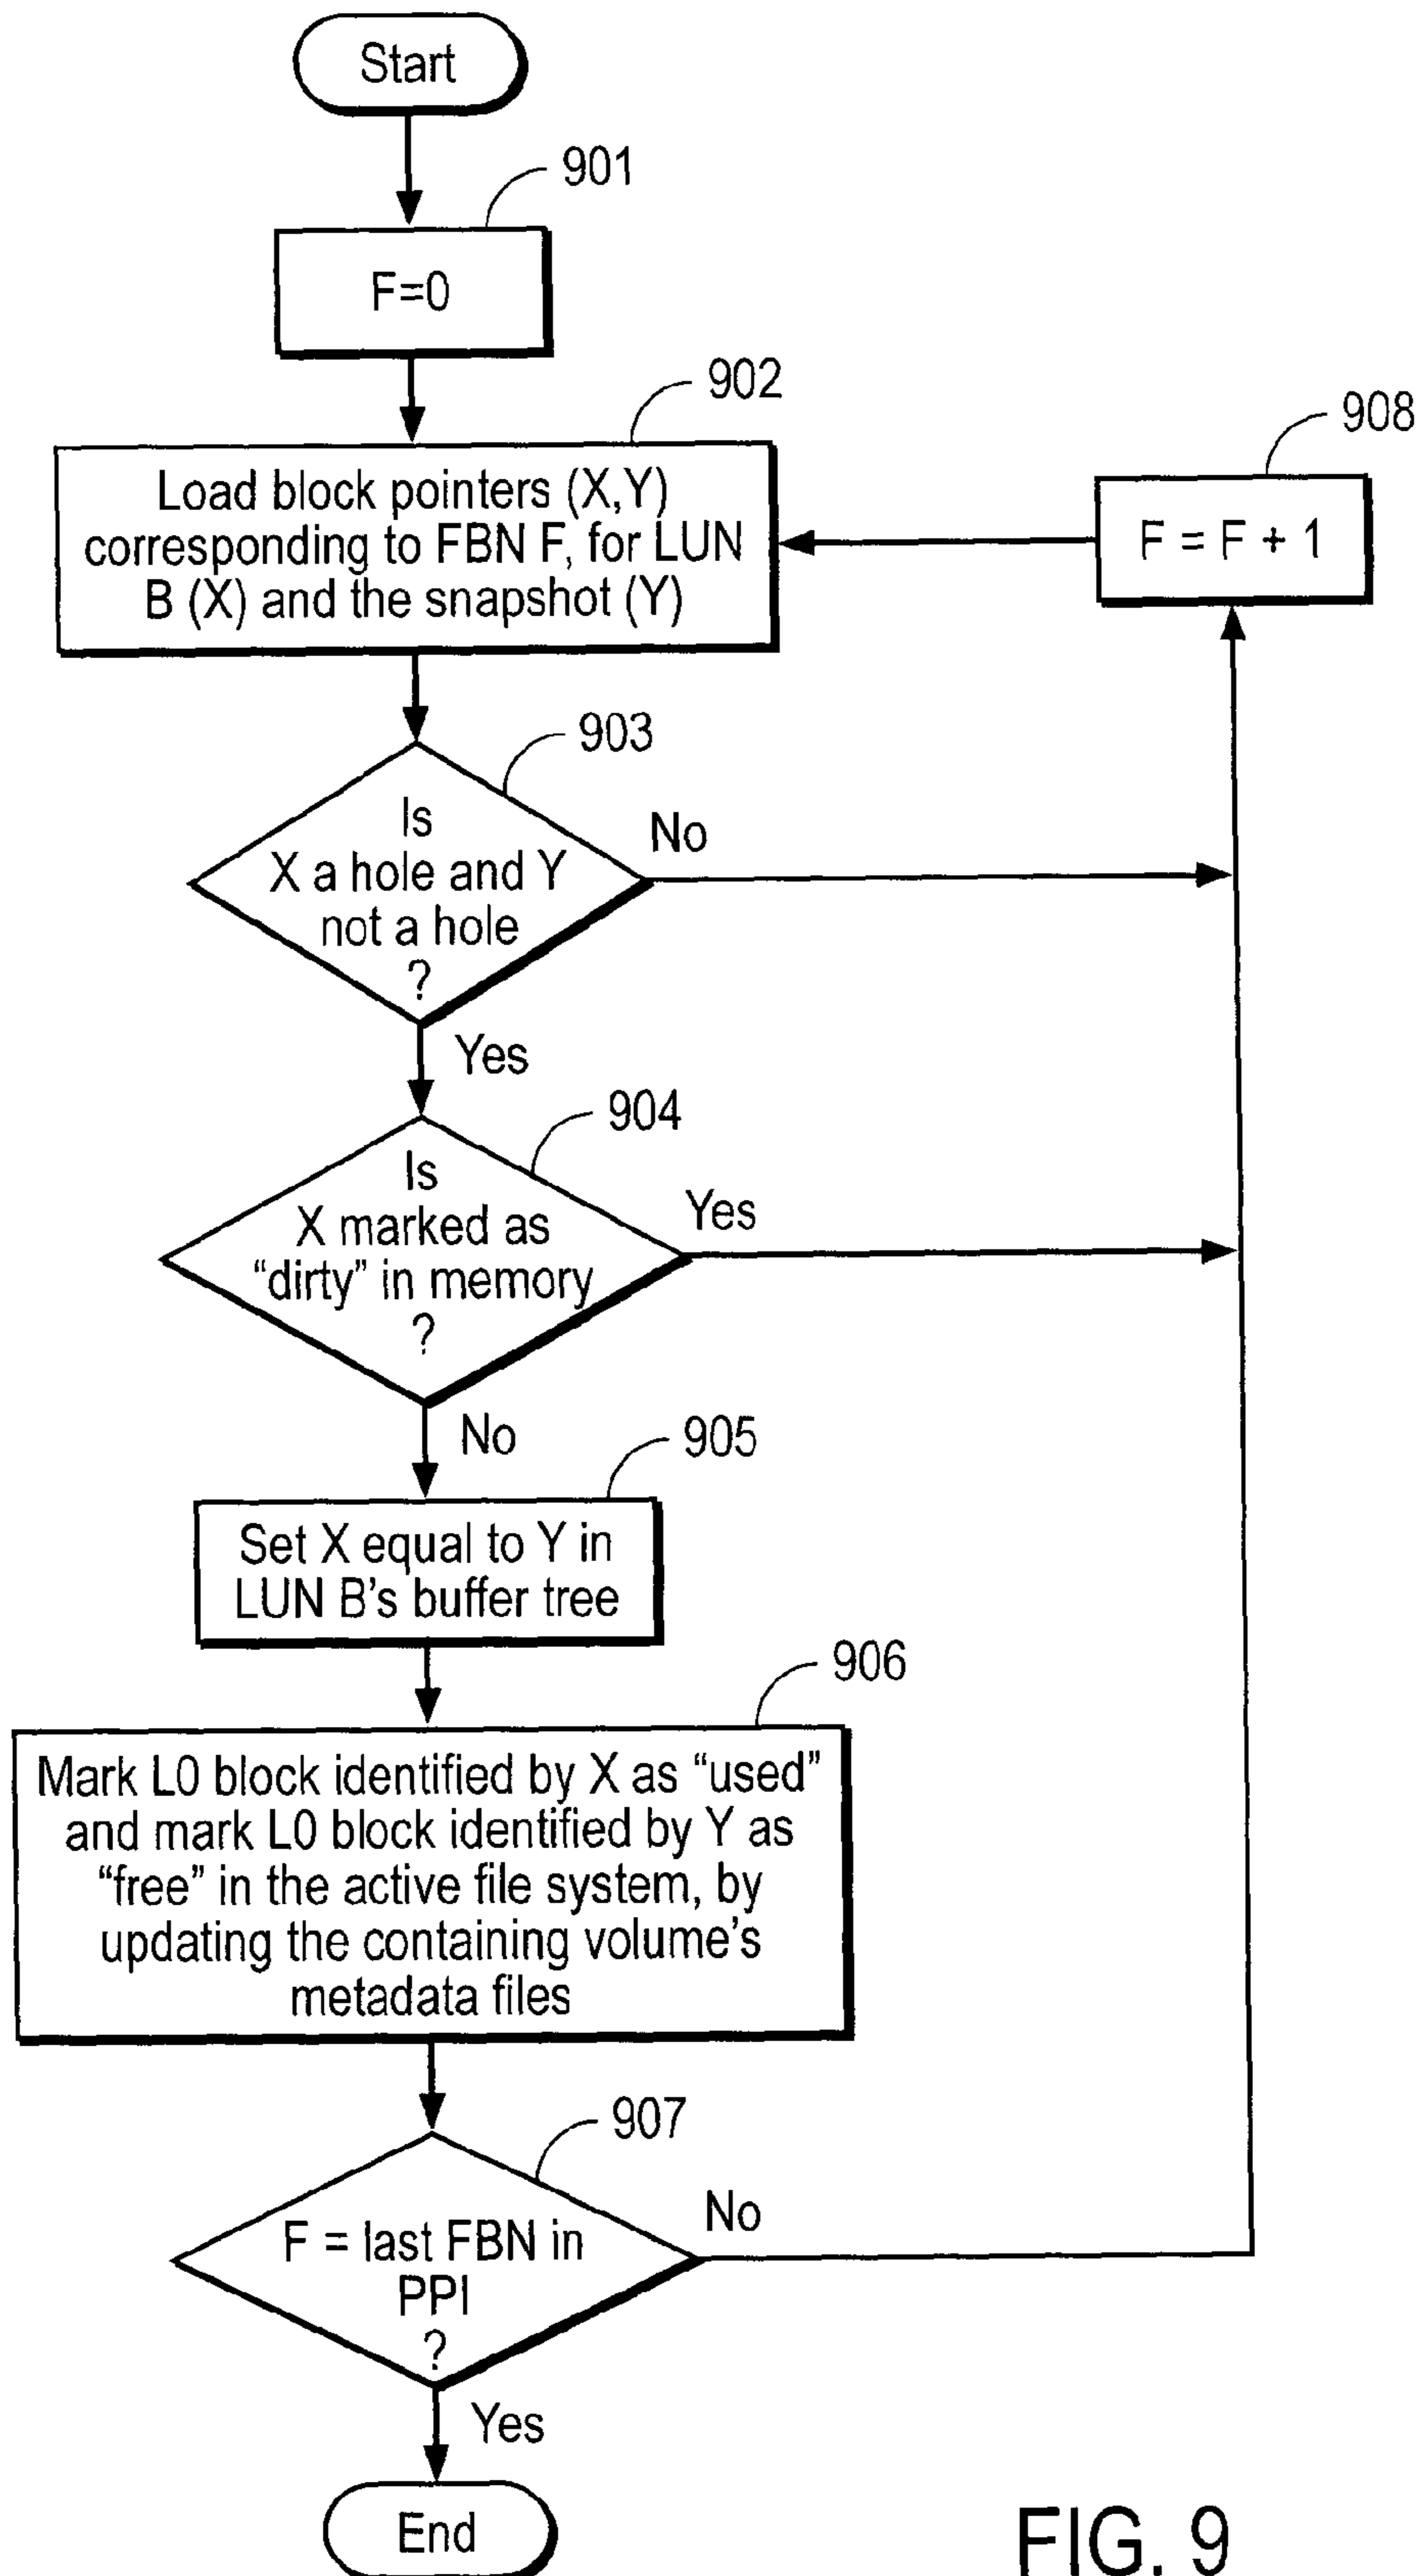 Start
901
F=0
902
Load block pointers (X,Y)
corresponding to FBN F, for LUN
B (X) and the snapshot (Y)
908
F = F + 1
903
Is
X a hole and Y
not a hole
?
No
Yes
904
Is
X marked as
“dirty” in memory
?
Yes
No
905
Set X equal to Y in
LUN B’s buffer tree
906
Mark L0 block identified by X as “used”
and mark L0 block identified by Y as
“free” in the active file system, by
updating the containing volume’s
metadada files
907
F = last FBN in
PPI
?
No
Yes
End
FIG. 9